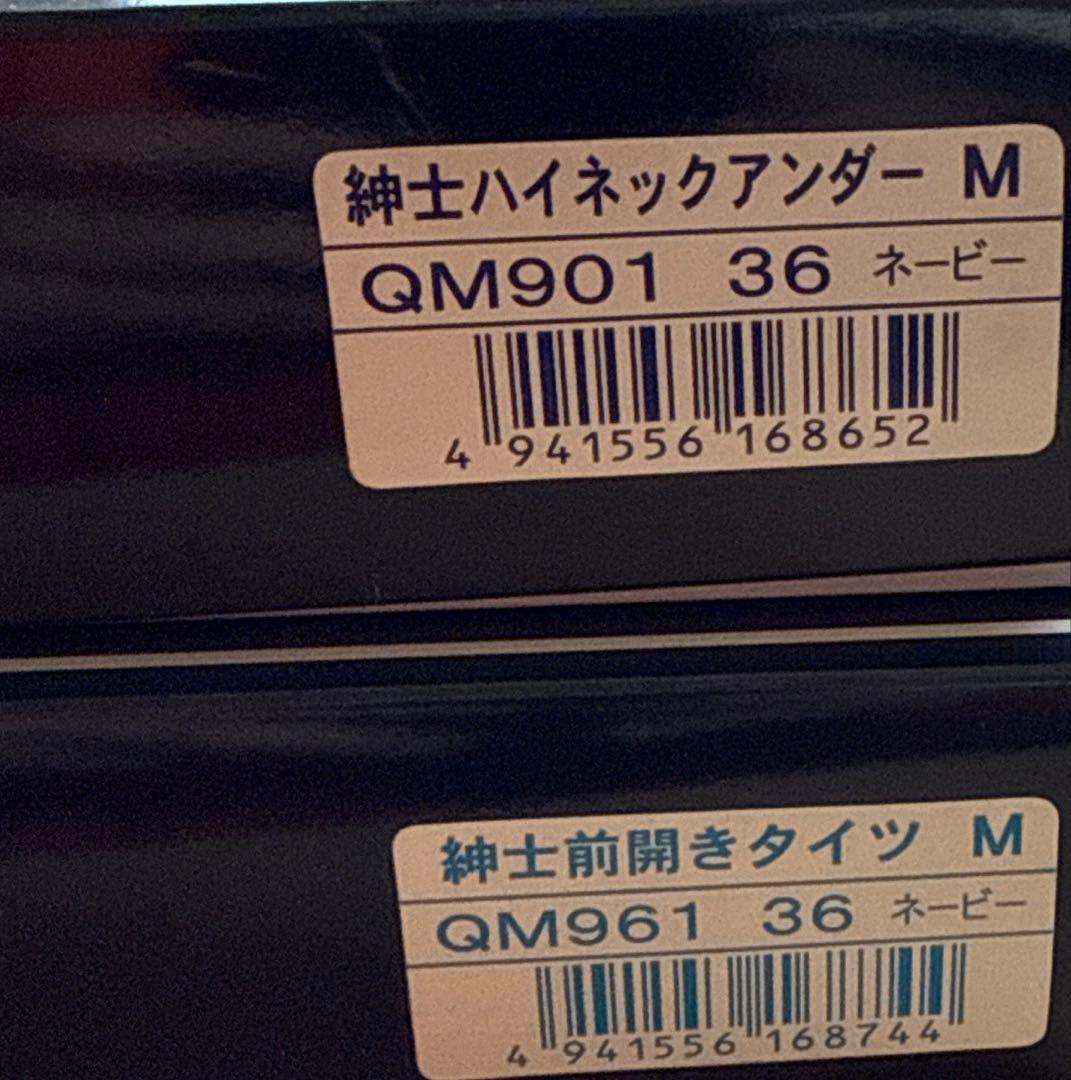 紳士ハイネックアンダー M
QM901 36 ネービー
4 941556 168652
紳士前開きタイツ M
QM961 36 ネービー
4 941556 168744